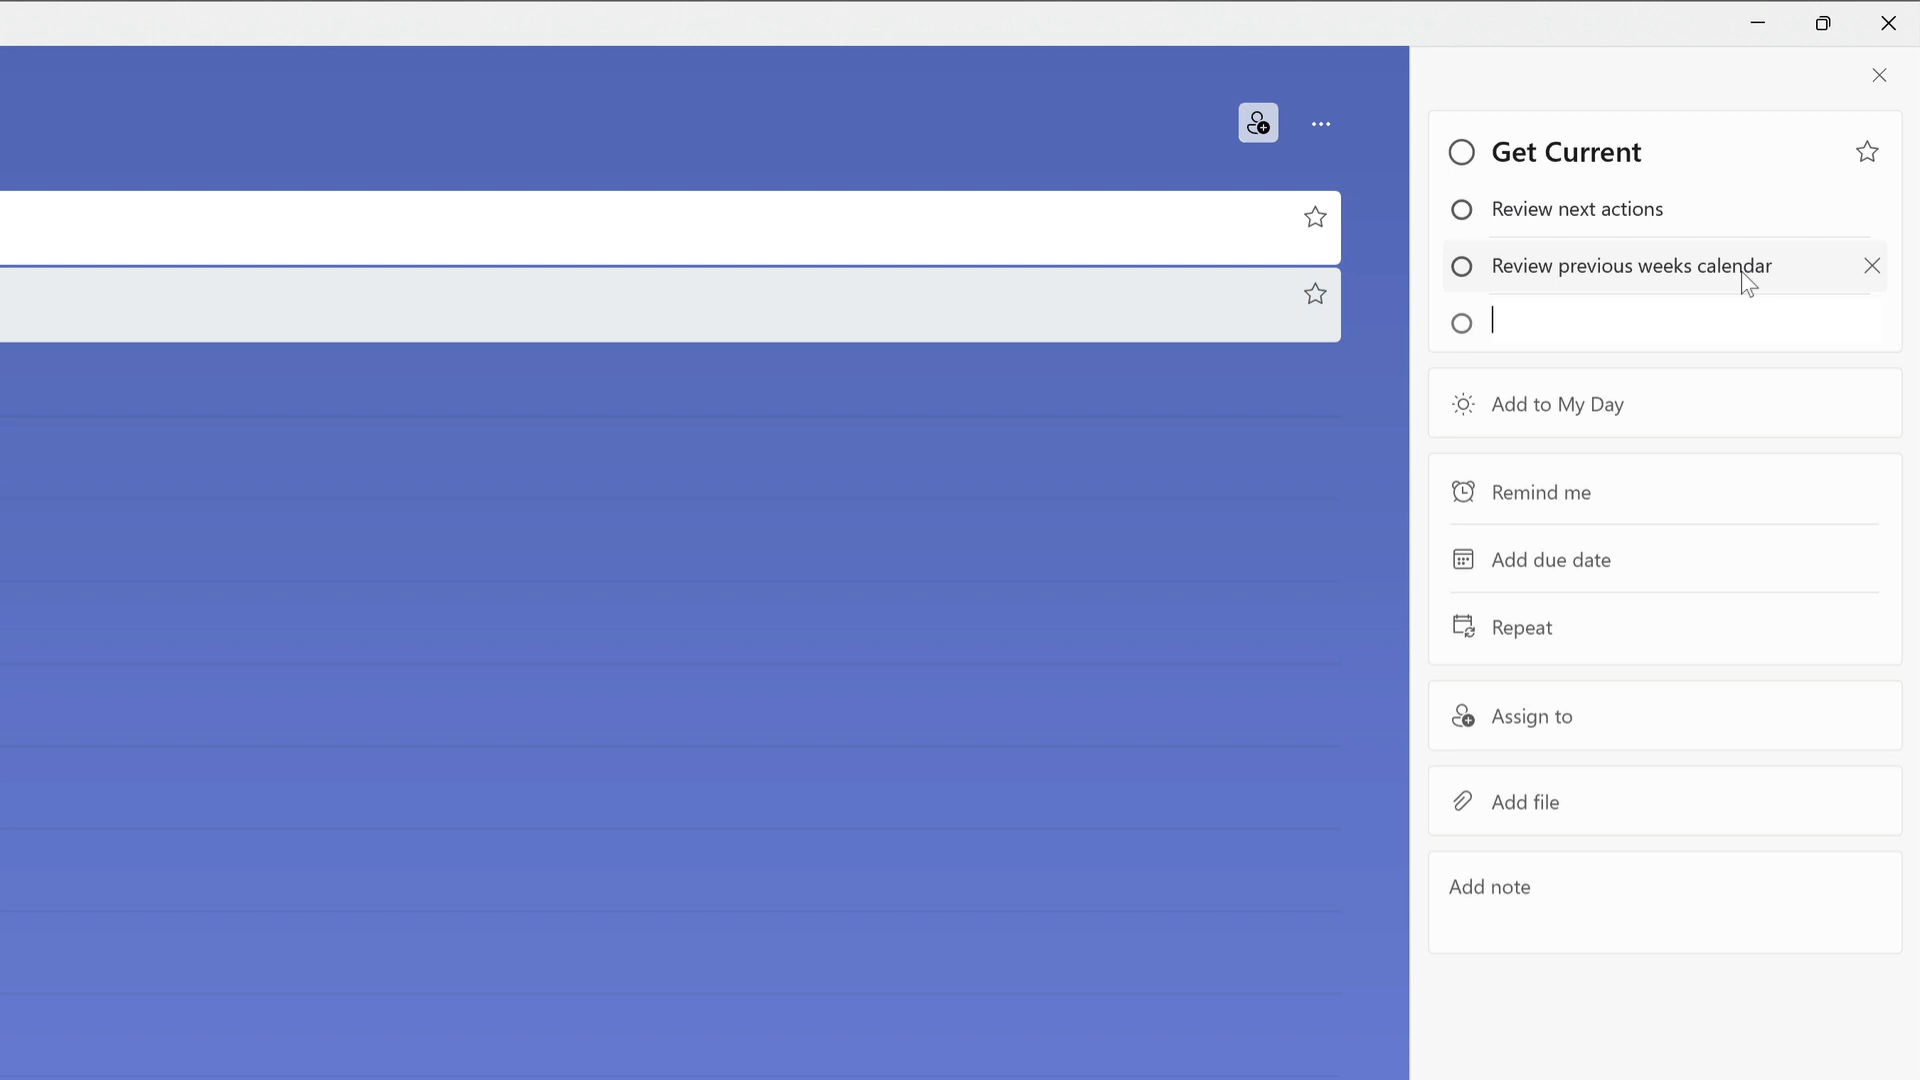 Get Current
Review next actions
Review previous weeks calendar
Add to My Day
Remind me
Add due date
Repeat
Assign to
Add file
Add note